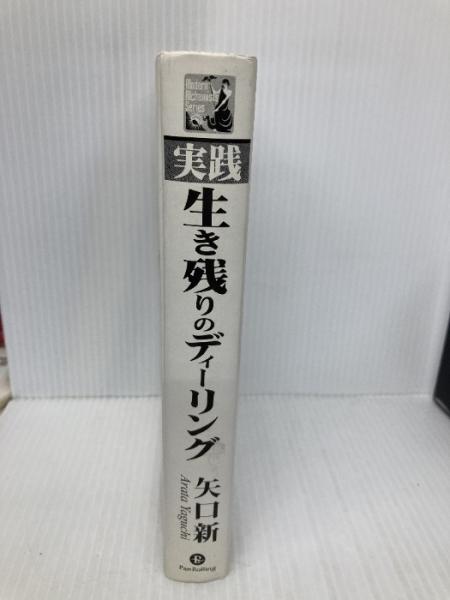 Modern
Alchemists
Series
実践
生き残りのディーリング
矢口新
Arata Yaguchi
Pan Rolling